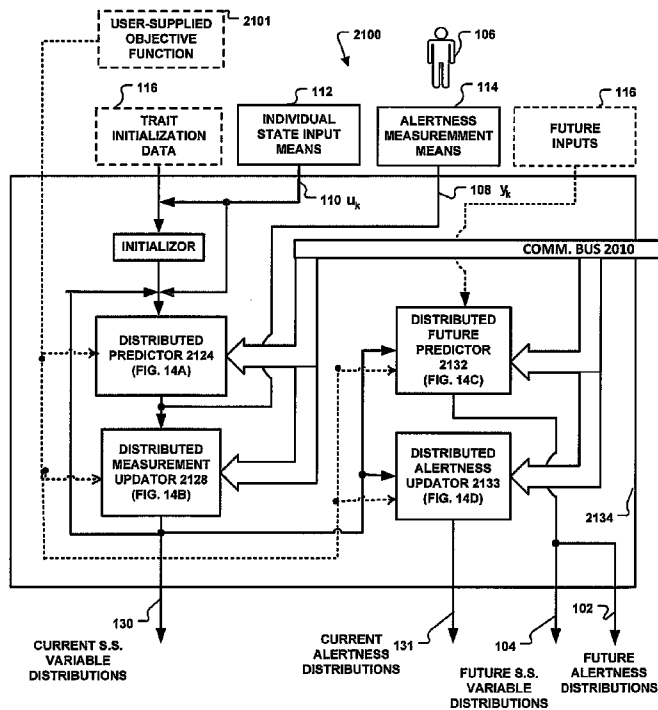 USER-SUPPLIED
OBJECTIVE
FUNCTION
2101
2100
106
116
112
114
116
TRAIT
INITIALIZATION
DATA
INDIVIDUAL
STATE INPUT
MEANS
ALERTNESS
MEASUREMMENT
MEANS
FUTURE
INPUTS
110 uk
108 yk
INITIALIZOR
COMM. BUS 2010
DISTRIBUTED
PREDICTOR 2124
(FIG. 14A)
DISTRIBUTED
FUTURE
PREDICTOR
2132
(FIG. 14C)
DISTRIBUTED
MEASUREMENT
UPDATOR 2128
(FIG. 14B)
DISTRIBUTED
ALERTNESS
UPDATOR 2133
(FIG. 14D)
2134
130
131
104
102
CURRENT S.S.
VARIABLE
DISTRIBUTIONS
CURRENT
ALERTNESS
DISTRIBUTIONS
FUTURE S.S.
VARIABLE
DISTRIBUTIONS
FUTURE
ALERTNESS
DISTRIBUTIONS